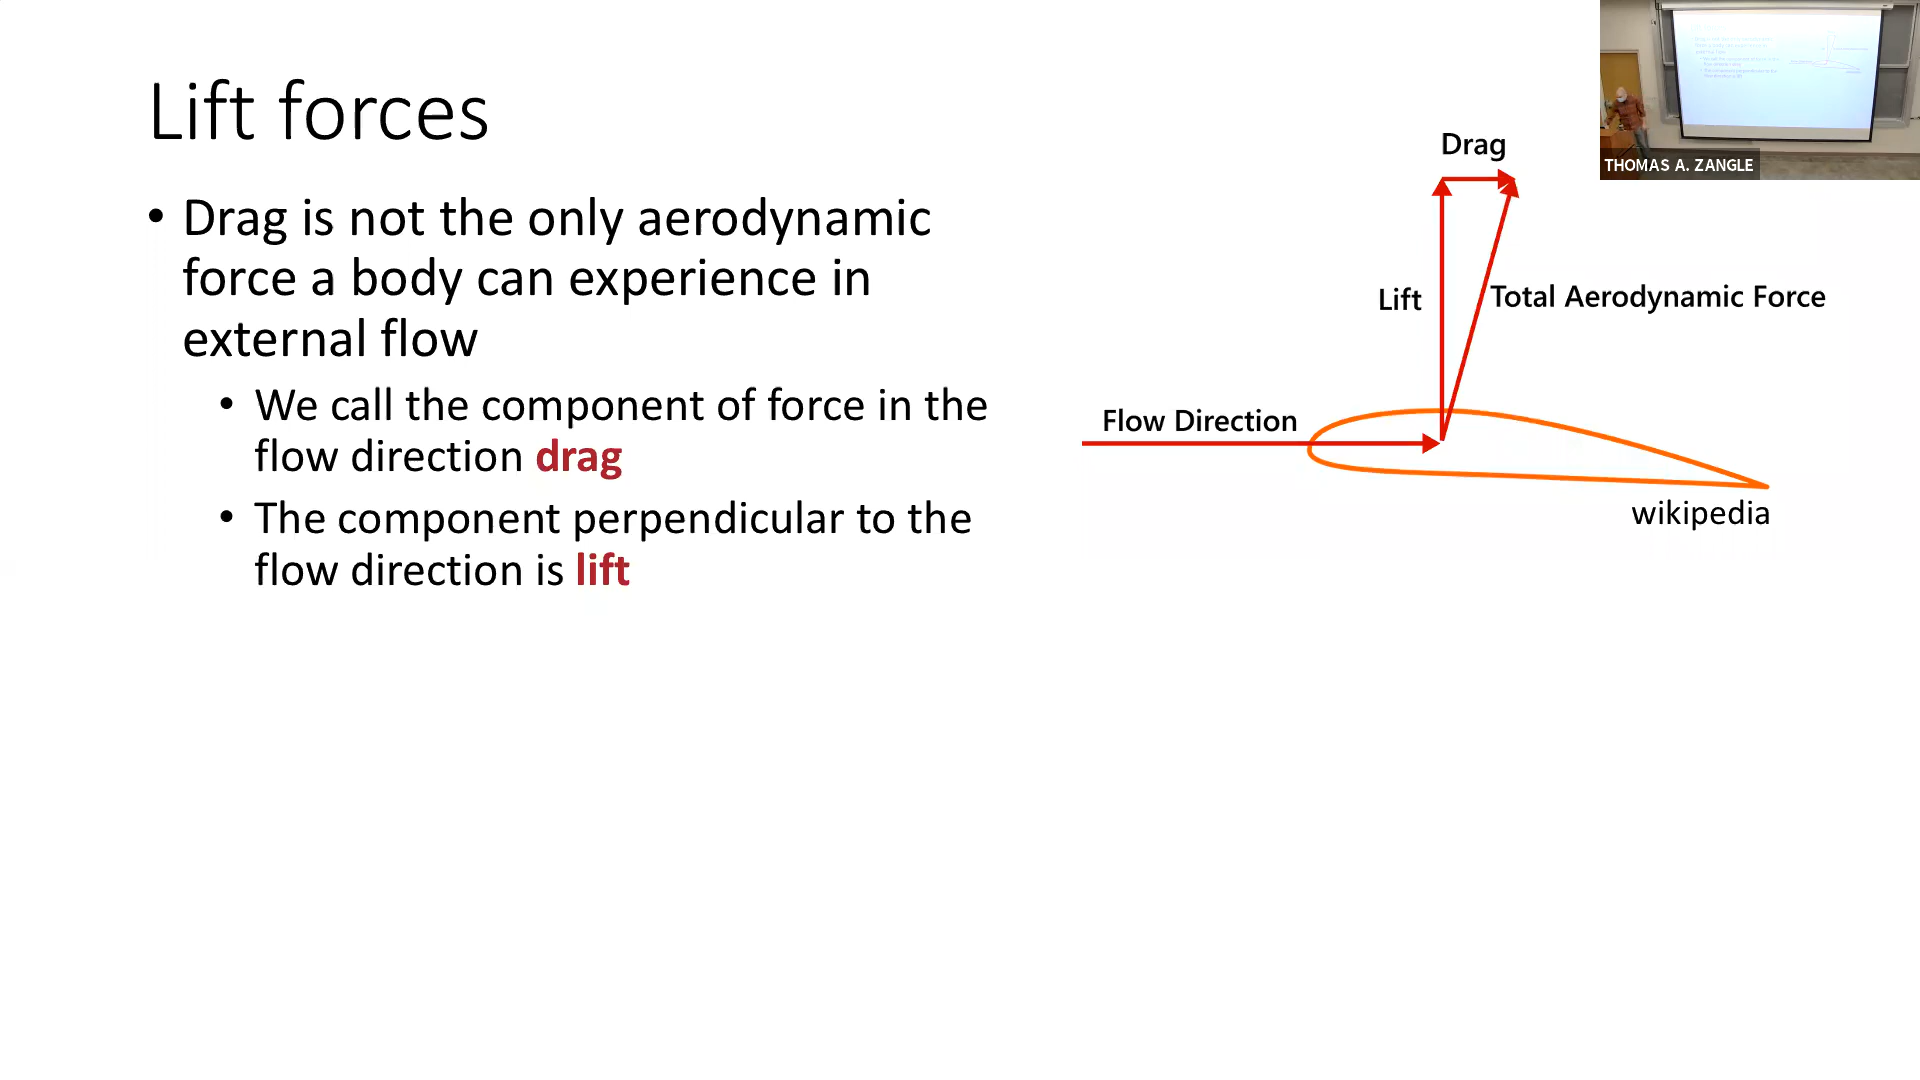 Lift forces
• Drag is not the only aerodynamic
force a body can experience in
external flow
• We call the component of force in the
flow direction drag
• The component perpendicular to the
flow direction is lift
Drag
Lift
Total Aerodynamic Force
Flow Direction
wikipedia
THOMAS A. ZANGLE